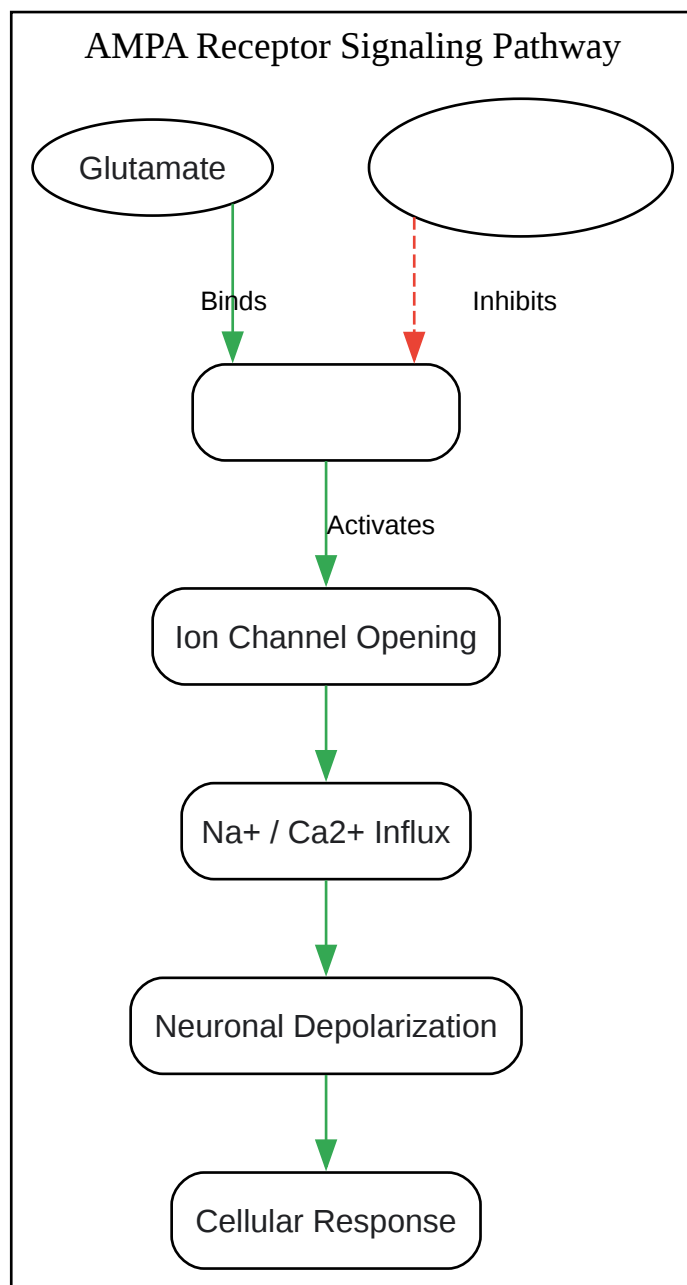 AMPA Receptor Signaling Pathway
Glutamate
Binds
Inhibits
Activates
Ion Channel Opening
Na+ / Ca2+ Influx
Neuronal Depolarization
Cellular Response